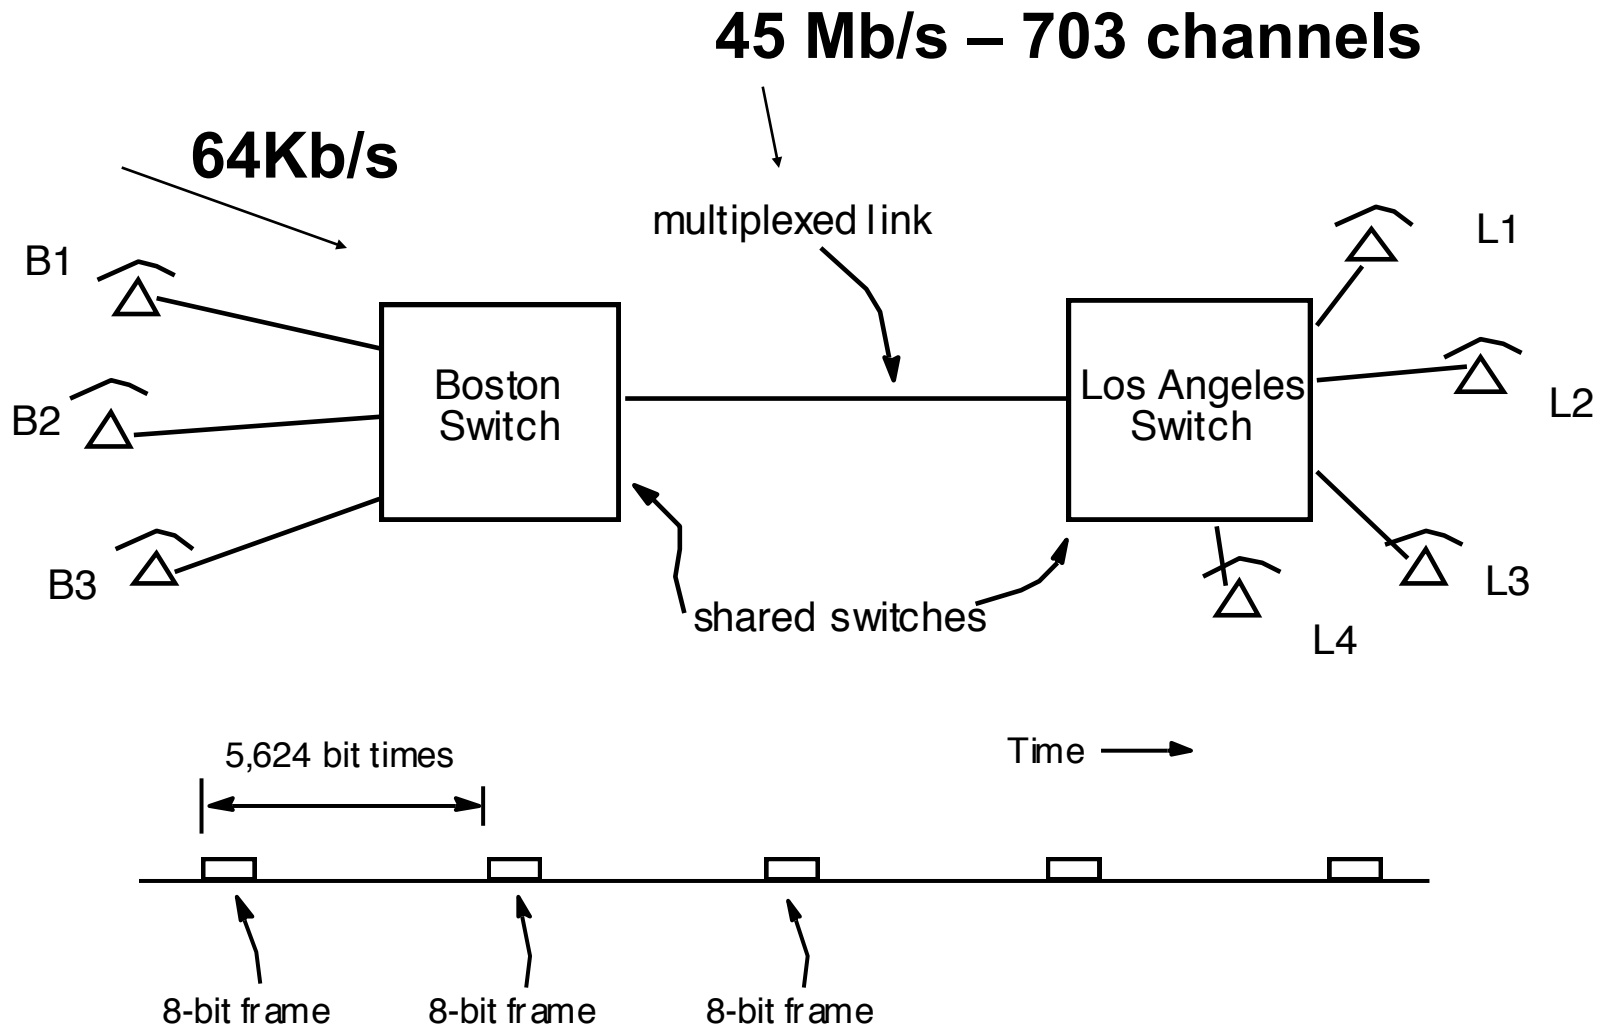 45 Mb/s – 703 channels
64Kb/s
multiplexed link
B1
B2
B3
Boston
Switch
Los Angeles
Switch
L1
L2
L3
L4
shared switches
5,624 bit times
Time
8-bit frame
8-bit frame
8-bit frame